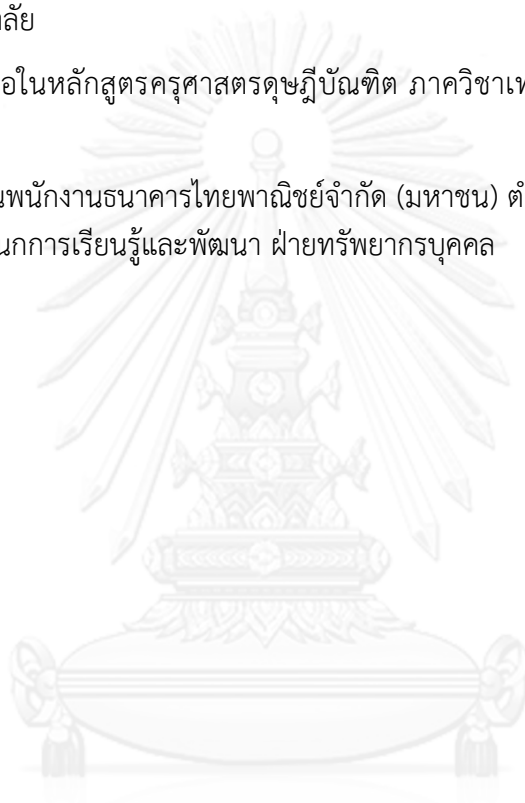 ลัย
อในหลักสูตรครุศาสตรดุษฎีบัณฑิต ภาควิชาเท
นพนักงานธนาคารไทยพาณิชย์จำกัด (มหาชน) ตำ
นกการเรียนรู้และพัฒนา ฝ่ายทรัพยากรบุคคล